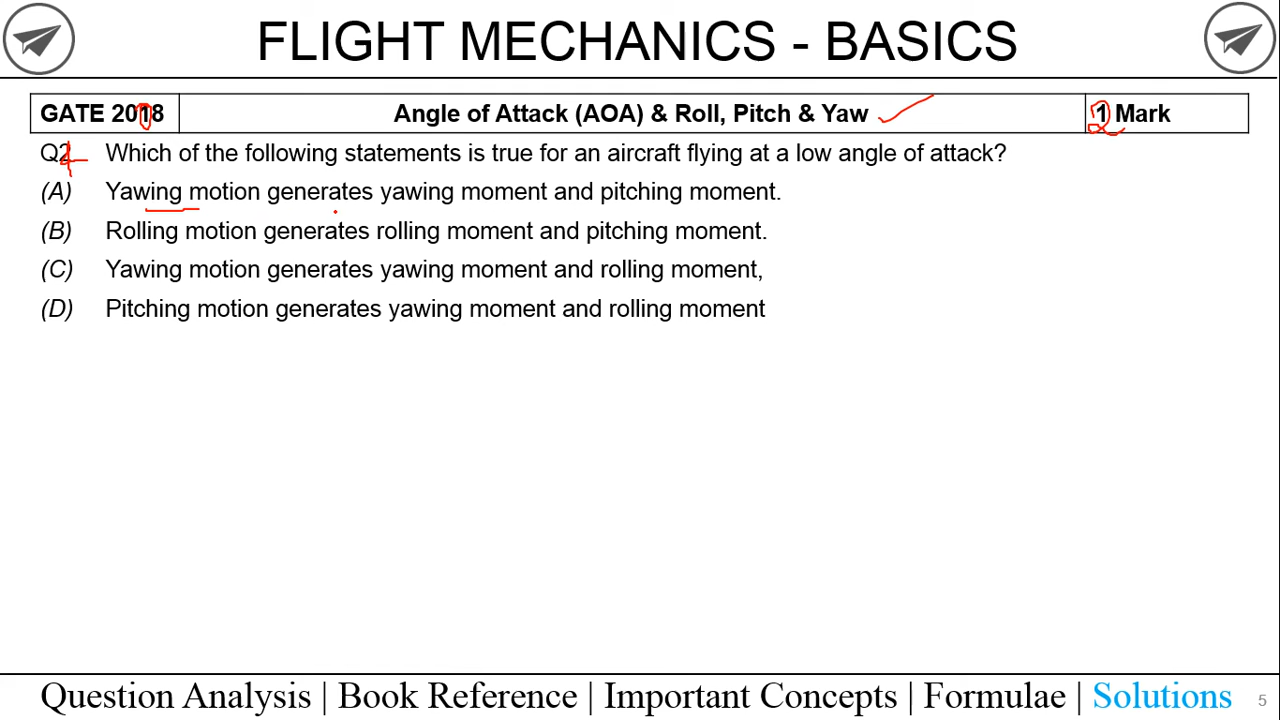 FLIGHT MECHANICS - BASICS
GATE 2018 Angle of Attack (AOA) & Roll, Pitch & Yaw 1 Mark
Which of the following statements is true for an aircraft flying at a low angle of attack?
(A) Yawing motion generates yawing moment and pitching moment.
(B) Rolling motion generates rolling moment and pitching moment.
(C) Yawing motion generates yawing moment and rolling moment,
(D) Pitching motion generates yawing moment and rolling moment
Question Analysis | Book Reference | Important Concepts | Formulae | Solutions 5